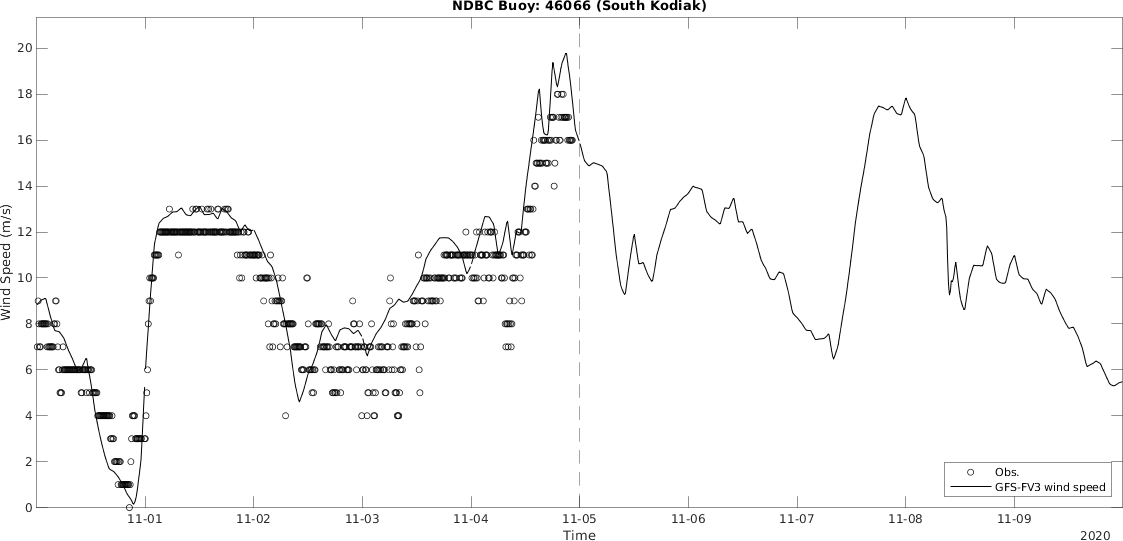 NDBC Buoy: 46066 (South Kodiak)
20
18
16
14
12
10
8
6
4
2
0
Wind Speed (m/s)
11-01 11-02 11-03 11-04 11-05 11-06 11-07 11-08 11-09
Time
2020
Obs.
GFS-FV3 wind speed